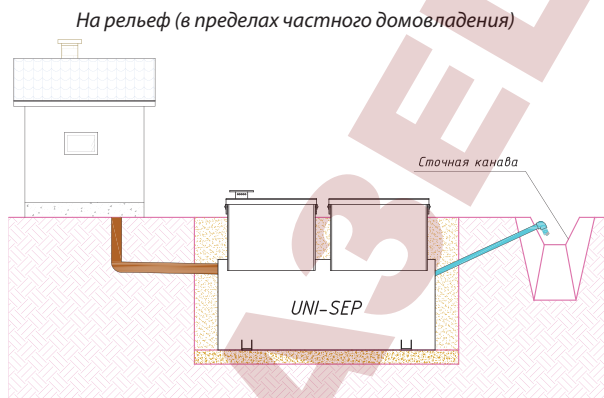 На рельеф (в пределах частного домовладения)
Сточная канава
UNI-SEP